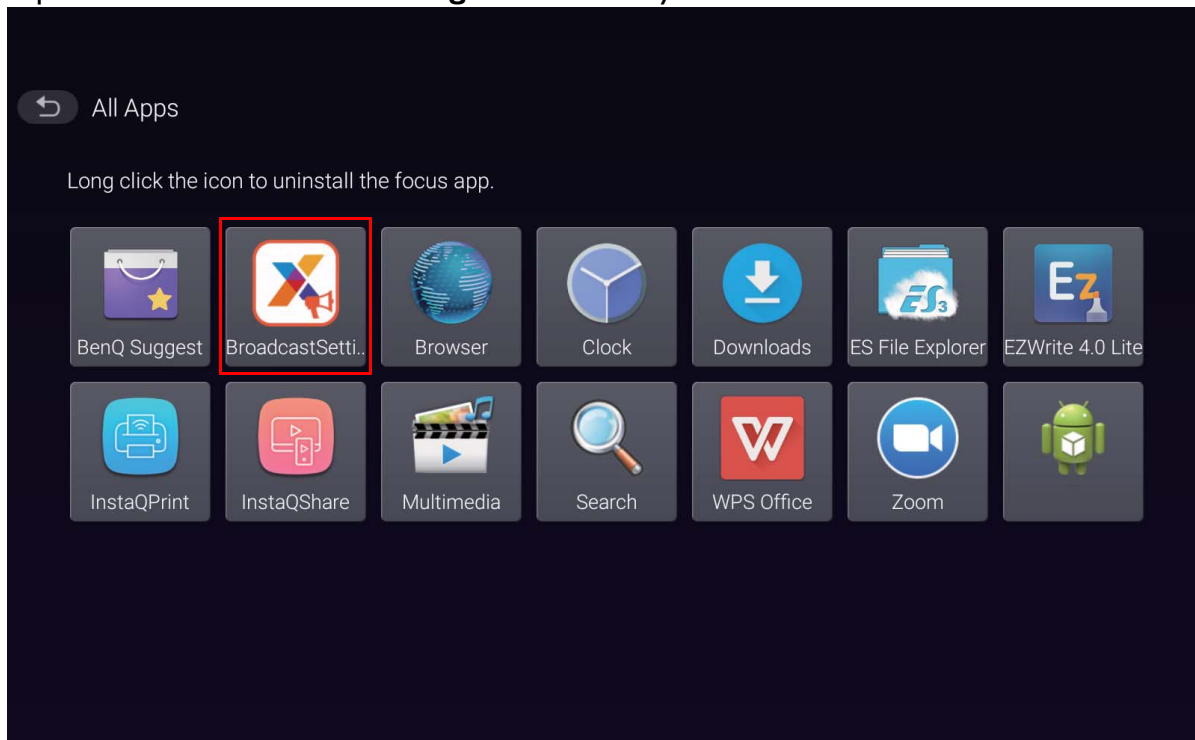 All Apps
Long click the icon to uninstall the focus app.
BenQ Suggest BroadcastSetti.. Browser Clock Downloads ES File Explorer EZWrite 4.0 Lite
InstaQPrint InstaQShare Multimedia Search WPS Office Zoom